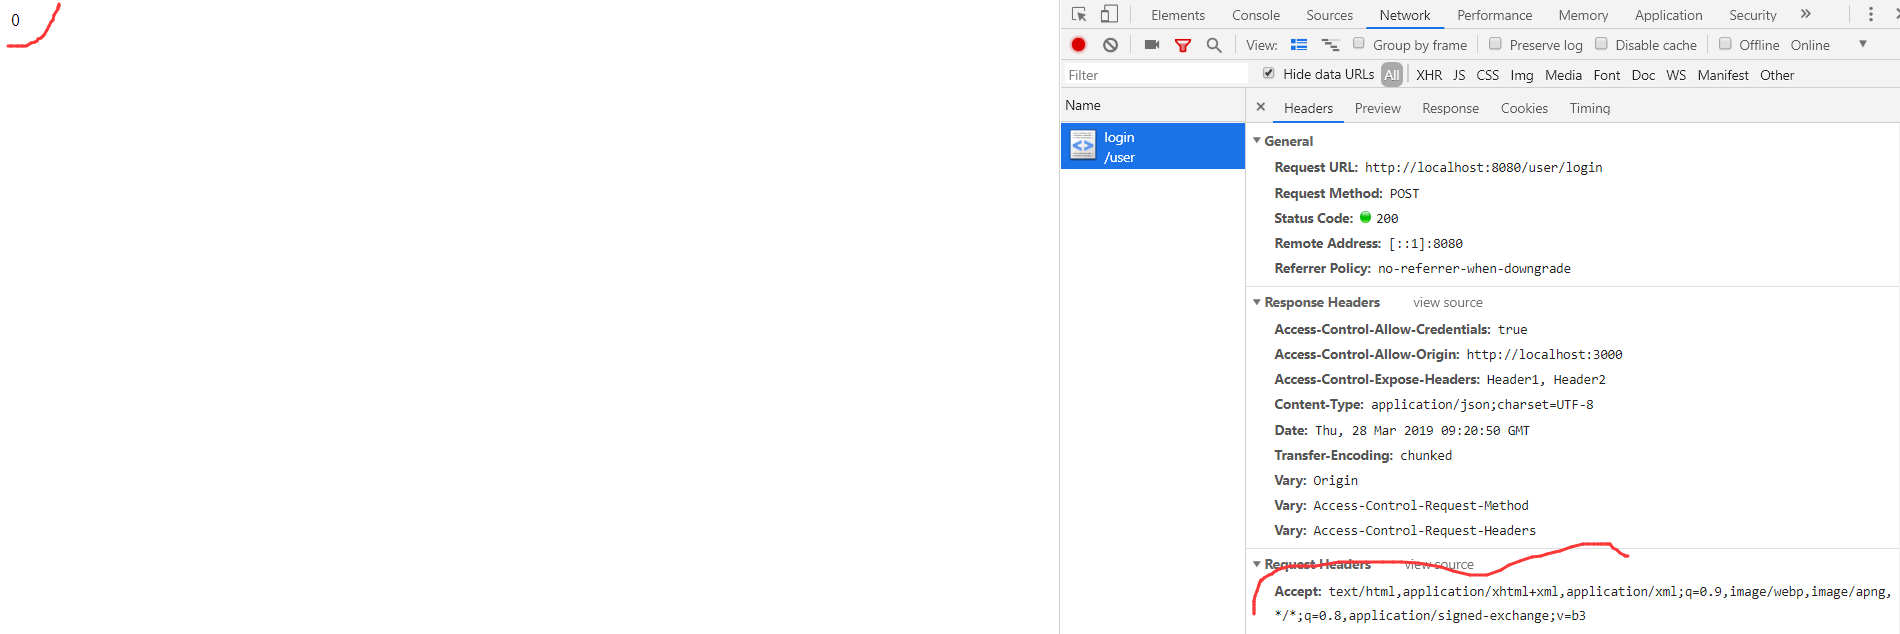 0
Elements Console Sources Network Performance Memory Application Security »
View: Group by frame Preserve log Disable cache Offline Online
Filter Hide data URLs All XHR JS CSS Img Media Font Doc WS Manifest Other
Name
login
/user
× Headers Preview Response Cookies Timing
General
Request URL: http://localhost:8080/user/login
Request Method: POST
Status Code: 200
Remote Address: [::1]:8080
Referrer Policy: no-referrer-when-downgrade
Response Headers view source
Access-Control-Allow-Credentials: true
Access-Control-Allow-Origin: http://localhost:3000
Access-Control-Expose-Headers: Header1, Header2
Content-Type: application/json;charset=UTF-8
Date: Thu, 28 Mar 2019 09:20:50 GMT
Transfer-Encoding: chunked
Vary: Origin
Vary: Access-Control-Request-Method
Vary: Access-Control-Request-Headers
Request Headers view source
Accept: text/html,application/xhtml+xml,application/xml;q=0.9,image/webp,image/apng,
*/*;q=0.8,application/signed-exchange;v=b3